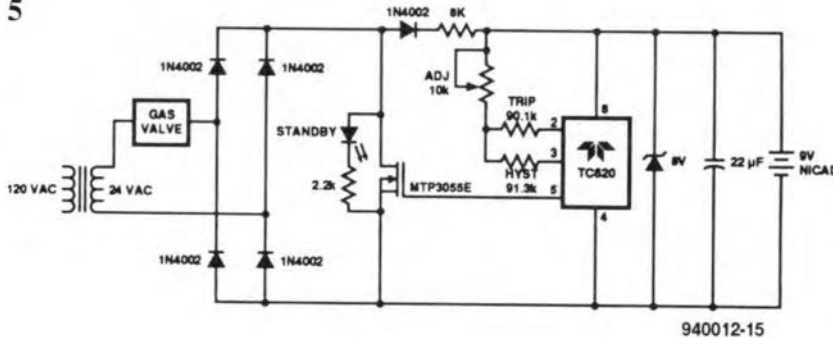 5
1N4002
8K
1N4002
1N4002
ADJ
10k
TRIP
90.1k
2
8
GAS
VALVE
STANDBY
3
HYST
91.3k
TC620
8V
22 µF
9V
NICAD
120 VAC
24 VAC
2.2k
MTP3055E
5
4
1N4002
1N4002
940012-15